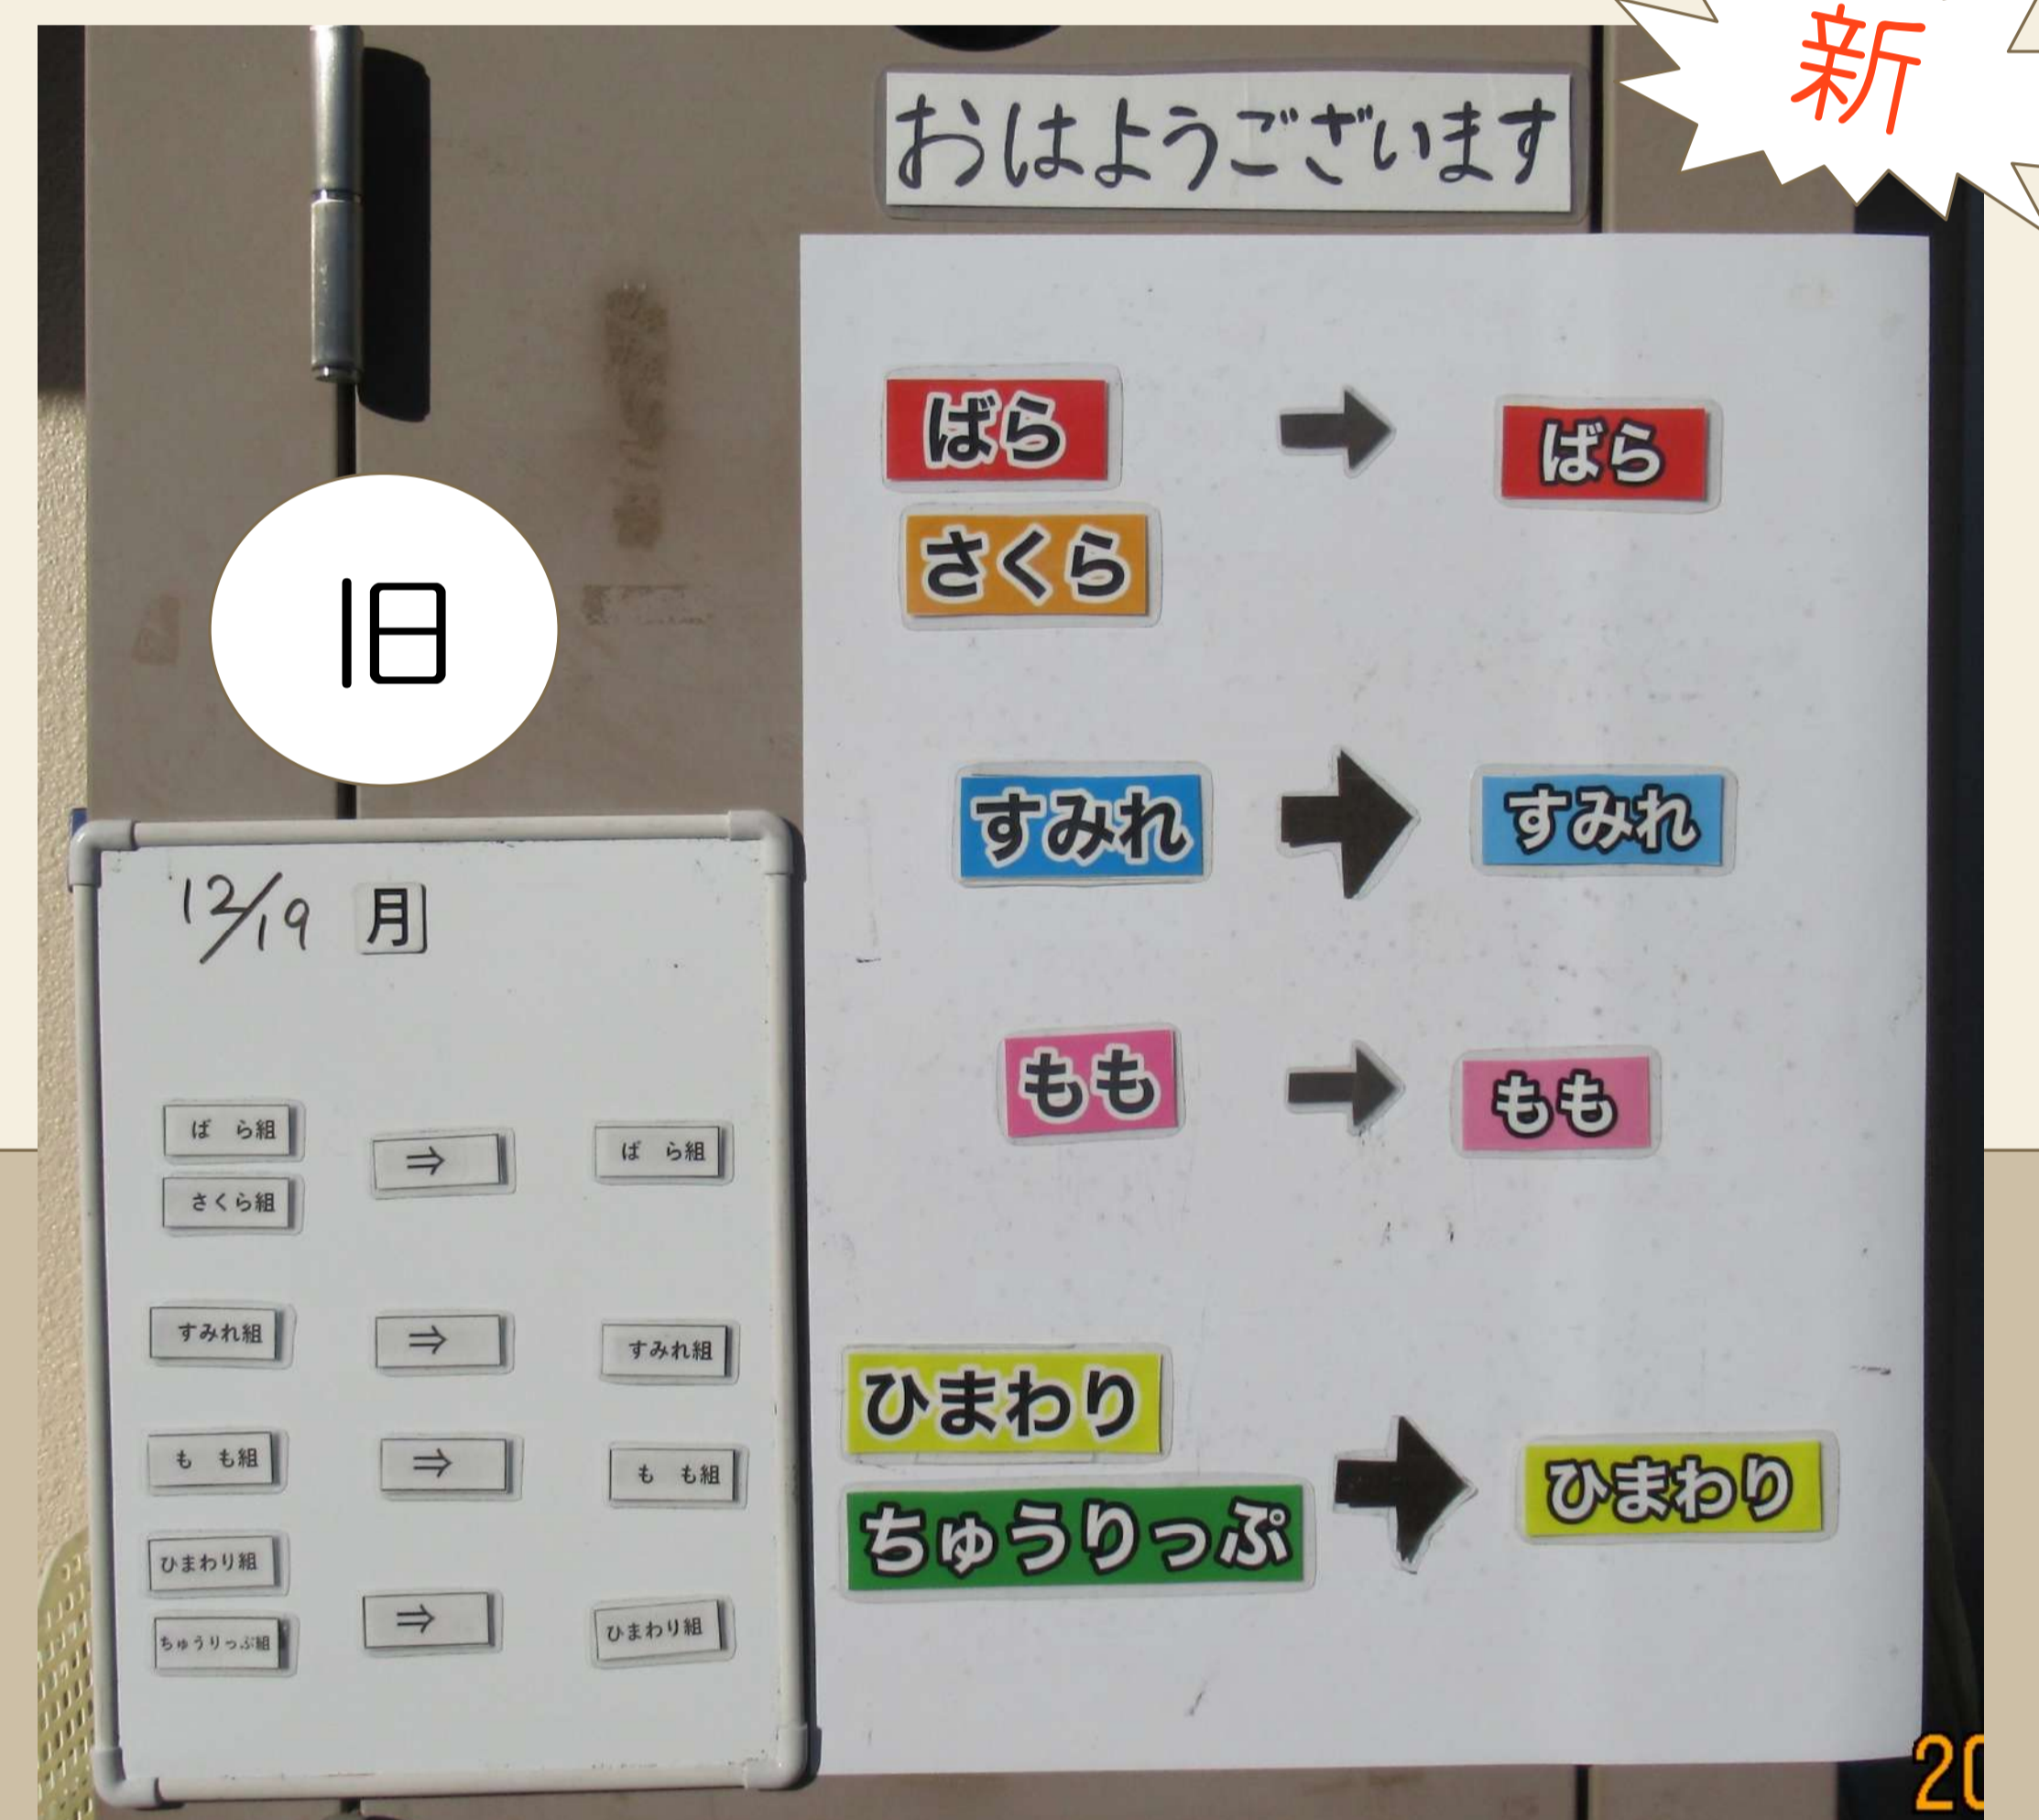 新
おはようございます
ばら → ばら
さくら
すみれ → すみれ
もも → もも
ひまわり
ちゅうりっぷ → ひまわり
旧
12/19 月
ば ら組 ⇒ ば ら組
さくら組
すみれ組 ⇒ すみれ組
も も組 ⇒ も も組
ひまわり組
ちゅうりっぷ組 ⇒ ひまわり組
20